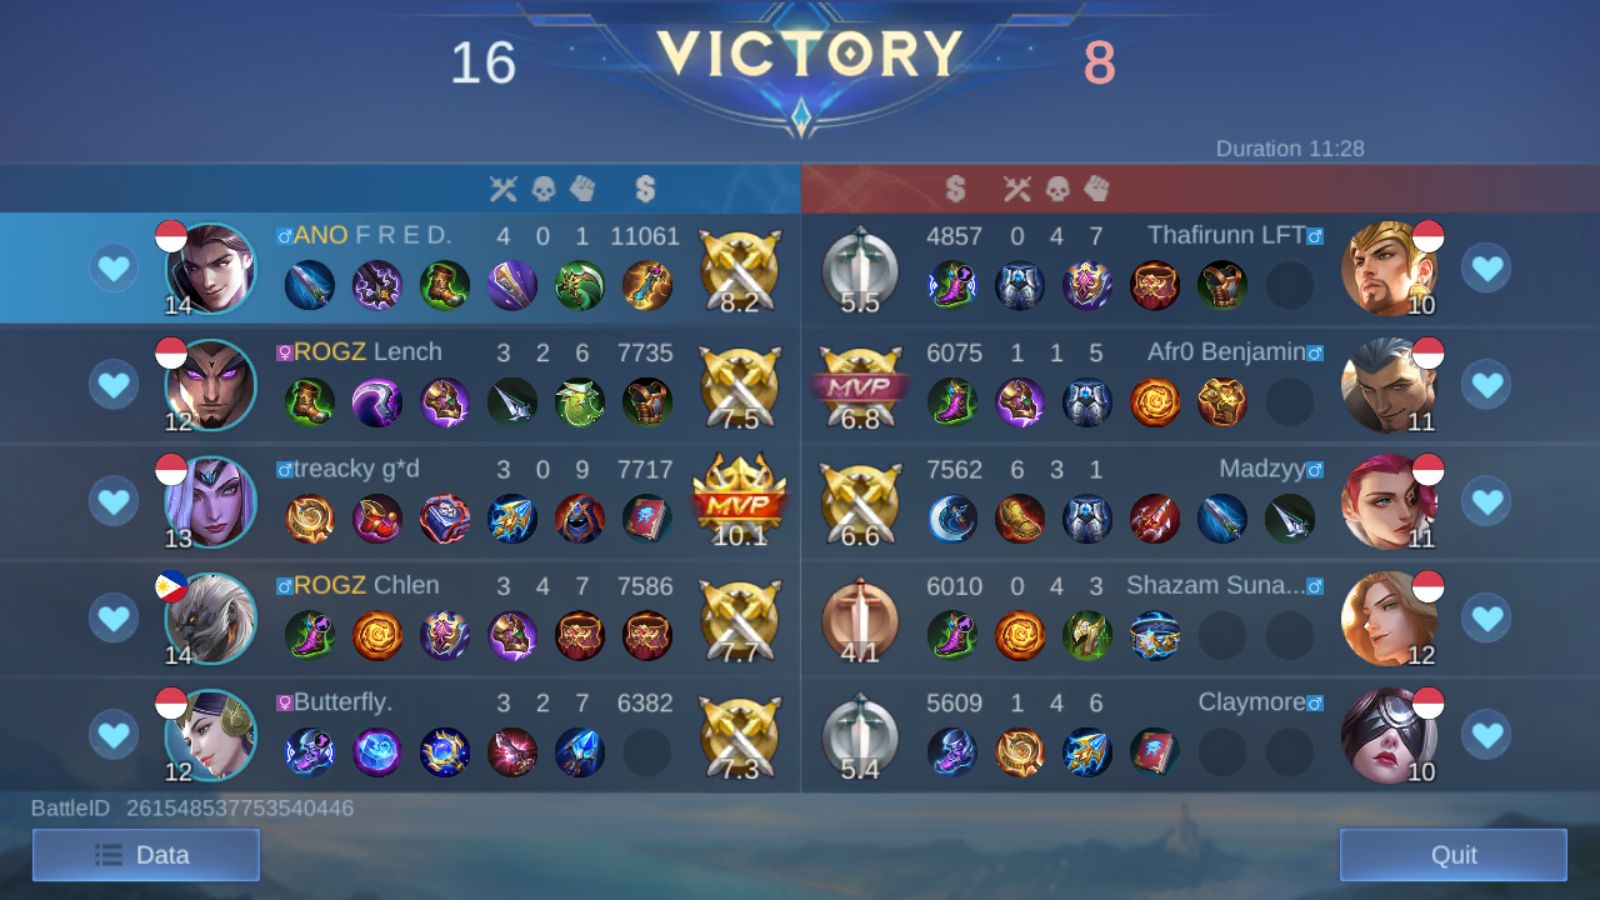 16 VICTORY 8
Duration 11:28
ANO F R E D. 4 0 1 11061
14 8.2
4857 0 4 7 Thafirunn LFT
5.5 10
ROGZ Lench 3 2 6 7735
12 7.5
6075 1 1 5 Afr0 Benjamin
MVP
6.8 11
treacky g*d 3 0 9 7717
MVP
13 10.1
7562 6 3 1 Madzyy
6.6 11
ROGZ Chlen 3 4 7 7586
14 7.7
6010 0 4 3 Shazam Suna...
4.1 12
Butterfly. 3 2 7 6382
12 7.3
5609 1 4 6 Claymore
5.4 10
BattleID 261548537753540446
Data
Quit